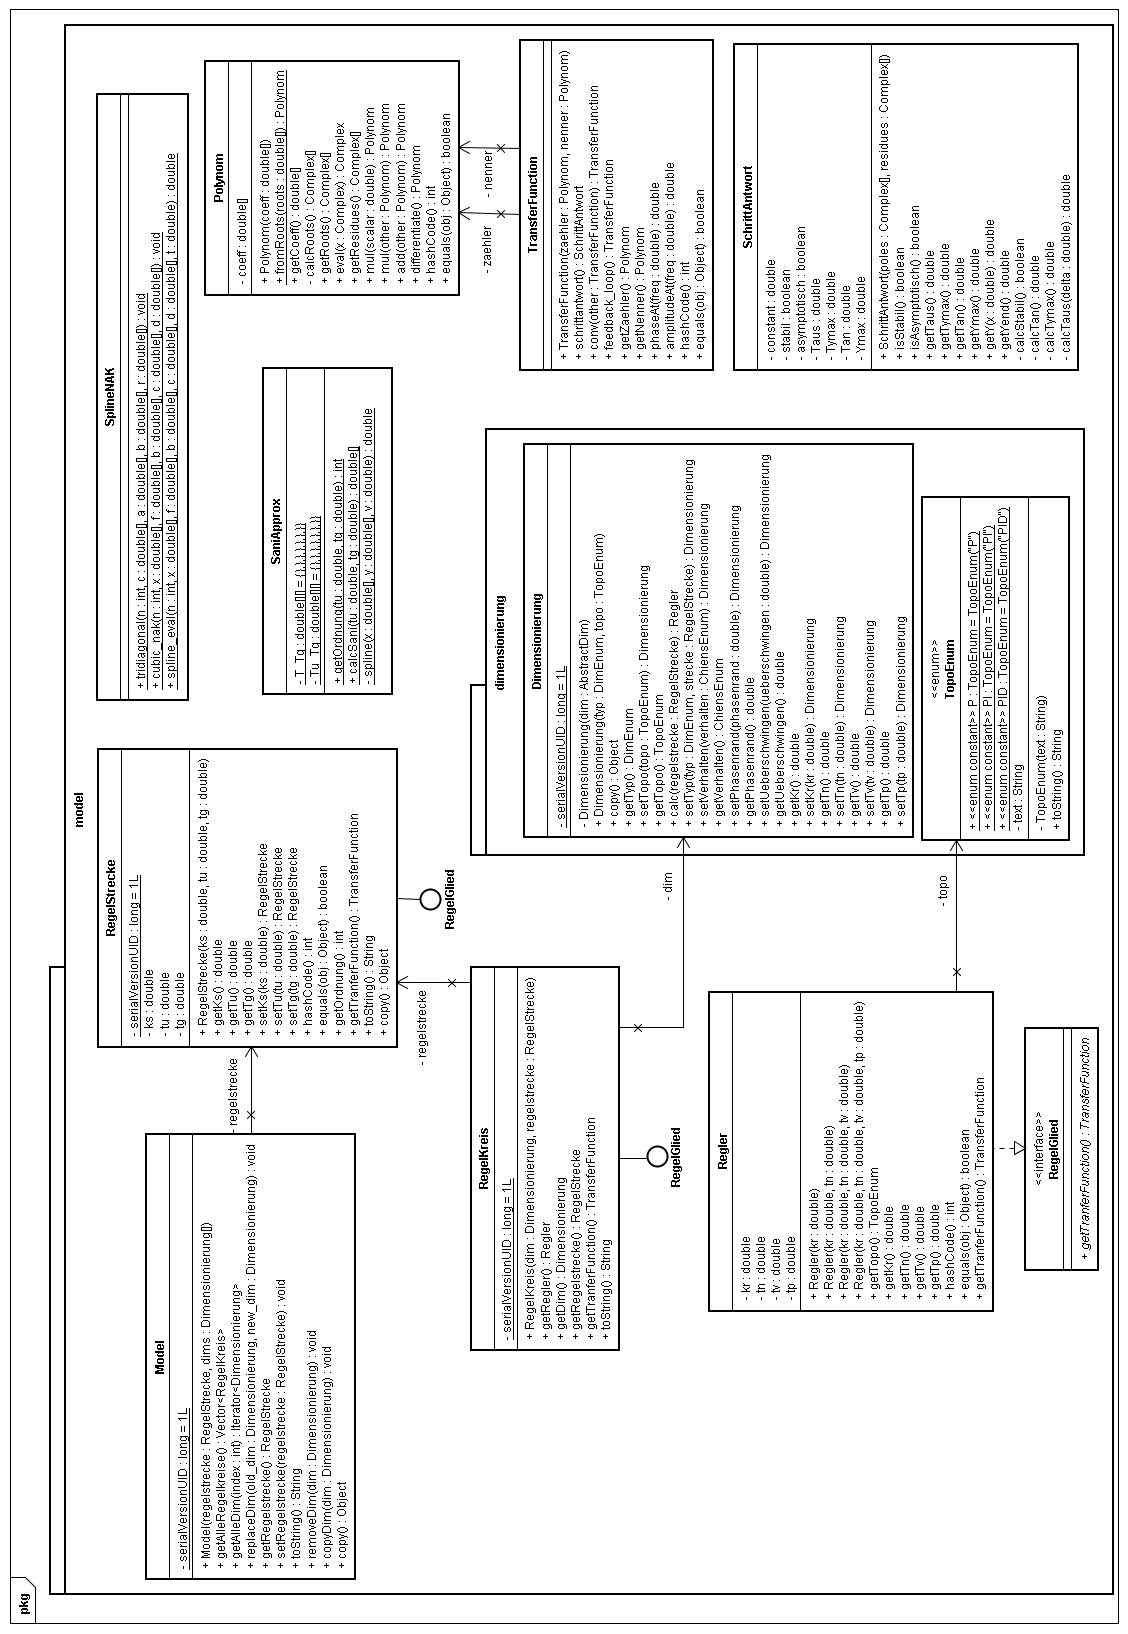 pkg
model
Model
- serialVersionUID : long = 1L
+ Model(regelstrecke : RegelStrecke, dims : Dimensionierung[])
+ getAlleRegelkreise() : Vector<RegelKreis>
+ getAlleDim(index : int) : Iterator<Dimensionierung>
+ replaceDim(old_dim : Dimensionierung, new_dim : Dimensionierung) : void
+ getRegelstrecke() : RegelStrecke
+ setRegelstrecke(regelstrecke : RegelStrecke) : void
+ toString() : String
+ removeDim(dim : Dimensionierung) : void
+ copyDim(dim : Dimensionierung) : void
+ copy() : Object
- regelstrecke
RegelStrecke
- serialVersionUID : long = 1L
- ks : double
- tu : double
- tg : double
+ RegelStrecke(ks : double, tu : double, tg : double)
+ getKs() : double
+ getTu() : double
+ getTg() : double
+ setKs(ks : double) : RegelStrecke
+ setTu(tu : double) : RegelStrecke
+ setTg(tg : double) : RegelStrecke
+ hashCode() : int
+ equals(obj : Object) : boolean
+ getOrdnung() : int
+ getTranferFunction() : TransferFunction
+ toString() : String
+ copy() : Object
RegelGlied
- regelstrecke
SplineNAK
+ tridiagonal(n : int, c : double[], a : double[], b : double[], r : double[]) : void
+ cubic_nak(n : int, x : double[], f : double[], b : double[], c : double[], d : double[]) : void
+ spline_eval(n : int, x : double[], f : double[], b : double[], c : double[], d : double[], t : double) : double
SaniApprox
- T_Tg : double[][] = {{},{},{},{},{},{},{}}
- Tu_Tg : double[][] = {{},{},{},{},{},{},{}}
+ getOrdnung(tu : double, tg : double) : int
+ calcSani(tu : double, tg : double) : double[]
- spline(x : double[], y : double[], v : double) : double
Polynom
- coeff : double[]
+ Polynom(coeff : double[])
+ fromRoots(roots : double[]) : Polynom
+ getCoeff() : double[]
- calcRoots() : Complex[]
+ getRoots() : Complex[]
+ eval(x : Complex) : Complex
+ getResidues() : Complex[]
+ mul(scalar : double) : Polynom
+ mul(other : Polynom) : Polynom
+ add(other : Polynom) : Polynom
+ differentiate() : Polynom
+ hashCode() : int
+ equals(obj : Object) : boolean
- zaehler
- nenner
TransferFunction
+ TransferFunction(zaehler : Polynom, nenner : Polynom)
+ schrittantwort() : SchrittAntwort
+ conv(other : TransferFunction) : TransferFunction
+ feedback_loop() : TransferFunction
+ getZaehler() : Polynom
+ getNenner() : Polynom
+ phaseAt(freq : double) : double
+ amplitudeAt(freq : double) : double
+ hashCode() : int
+ equals(obj : Object) : boolean
SchrittAntwort
- constant : double
- stabil : boolean
- asymptotisch : boolean
- Taus : double
- Tymax : double
- Tan : double
- Ymax : double
+ SchrittAntwort(poles : Complex[], residues : Complex[])
+ isStabil() : boolean
+ isAsymptotisch() : boolean
+ getTaus() : double
+ getTymax() : double
+ getTan() : double
+ getYmax() : double
+ getY(x : double) : double
+ getYend() : double
- calcStabil() : boolean
- calcTan() : double
- calcTymax() : double
- calcTaus(delta : double) : double
RegelKreis
- serialVersionUID : long = 1L
+ RegelKreis(dim : Dimensionierung, regelstrecke : RegelStrecke)
+ getRegler() : Regler
+ getDim() : Dimensionierung
+ getRegelstrecke() : RegelStrecke
+ getTranferFunction() : TransferFunction
+ toString() : String
RegelGlied
- dim
dimensionierung
Dimensionierung
- serialVersionUID : long = 1L
- Dimensionierung(dim : AbstractDim)
+ Dimensionierung(typ : DimEnum, topo : TopoEnum)
+ copy() : Object
+ getTyp() : DimEnum
+ setTopo(topo : TopoEnum) : Dimensionierung
+ getTopo() : TopoEnum
+ calc(regelstrecke : RegelStrecke) : Regler
+ setTyp(typ : DimEnum, strecke : RegelStrecke) : Dimensionierung
+ setVerhalten(verhalten : ChiensEnum) : Dimensionierung
+ getVerhalten() : ChiensEnum
+ setPhasenrand(phasenrand : double) : Dimensionierung
+ getPhasenrand() : double
+ setUeberschwingen(ueberschwingen : double) : Dimensionierung
+ getUeberschwingen() : double
+ getKr() : double
+ setKr(kr : double) : Dimensionierung
+ getTn() : double
+ setTn(tn : double) : Dimensionierung
+ getTv() : double
+ setTv(tv : double) : Dimensionierung
+ getTp() : double
+ setTp(tp : double) : Dimensionierung
<<enum>>
TopoEnum
+ <<enum constant>> P : TopoEnum = TopoEnum("P")
+ <<enum constant>> PI : TopoEnum = TopoEnum("PI")
+ <<enum constant>> PID : TopoEnum = TopoEnum("PID")
- text : String
- TopoEnum(text : String)
+ toString() : String
- topo
Regler
- kr : double
- tn : double
- tv : double
- tp : double
+ Regler(kr : double)
+ Regler(kr : double, tn : double)
+ Regler(kr : double, tn : double, tv : double)
+ Regler(kr : double, tn : double, tv : double, tp : double)
+ getTopo() : TopoEnum
+ getKr() : double
+ getTn() : double
+ getTv() : double
+ getTp() : double
+ hashCode() : int
+ equals(obj : Object) : boolean
+ getTranferFunction() : TransferFunction
<<interface>>
RegelGlied
+ getTranferFunction() : TransferFunction